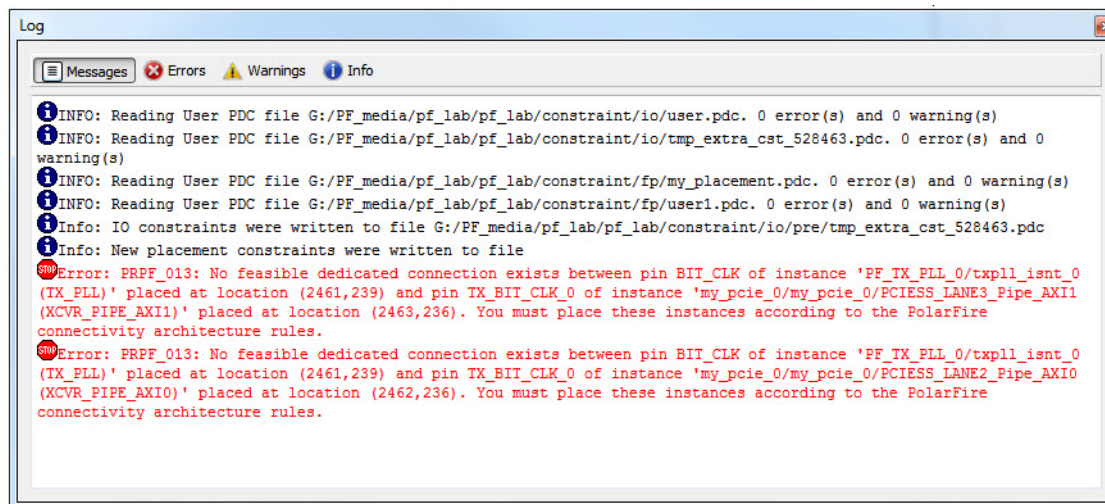 Log
Messages Errors Warnings Info
INFO: Reading User PDC file G:/PF_media/pf_lab/pf_lab/constraint/io/user.pdc. 0 error(s) and 0 warning(s)
INFO: Reading User PDC file G:/PF_media/pf_lab/pf_lab/constraint/io/tmp_extra_cst_528463.pdc. 0 error(s) and 0
warning(s)
INFO: Reading User PDC file G:/PF_media/pf_lab/pf_lab/constraint/fp/my_placement.pdc. 0 error(s) and 0 warning(s)
INFO: Reading User PDC file G:/PF_media/pf_lab/pf_lab/constraint/fp/user1.pdc. 0 error(s) and 0 warning(s)
Info: IO constraints were written to file G:/PF_media/pf_lab/pf_lab/constraint/io/pre/tmp_extra_cst_528463.pdc
Info: New placement constraints were written to file
STOP Error: PRPF_013: No feasible dedicated connection exists between pin BIT_CLK of instance 'PF_TX_PLL_0/txpll_isnt_0
(TX_PLL)' placed at location (2461,239) and pin TX_BIT_CLK_0 of instance 'my_pcie_0/my_pcie_0/PCIESS_LANE3_Pipe_AXI1
(XCVR_PIPE_AXI1)' placed at location (2463,236). You must place these instances according to the PolarFire
connectivity architecture rules.
STOP Error: PRPF_013: No feasible dedicated connection exists between pin BIT_CLK of instance 'PF_TX_PLL_0/txpll_isnt_0
(TX_PLL)' placed at location (2461,239) and pin TX_BIT_CLK_0 of instance 'my_pcie_0/my_pcie_0/PCIESS_LANE2_Pipe_AXI0
(XCVR_PIPE_AXI0)' placed at location (2462,236). You must place these instances according to the PolarFire
connectivity architecture rules.